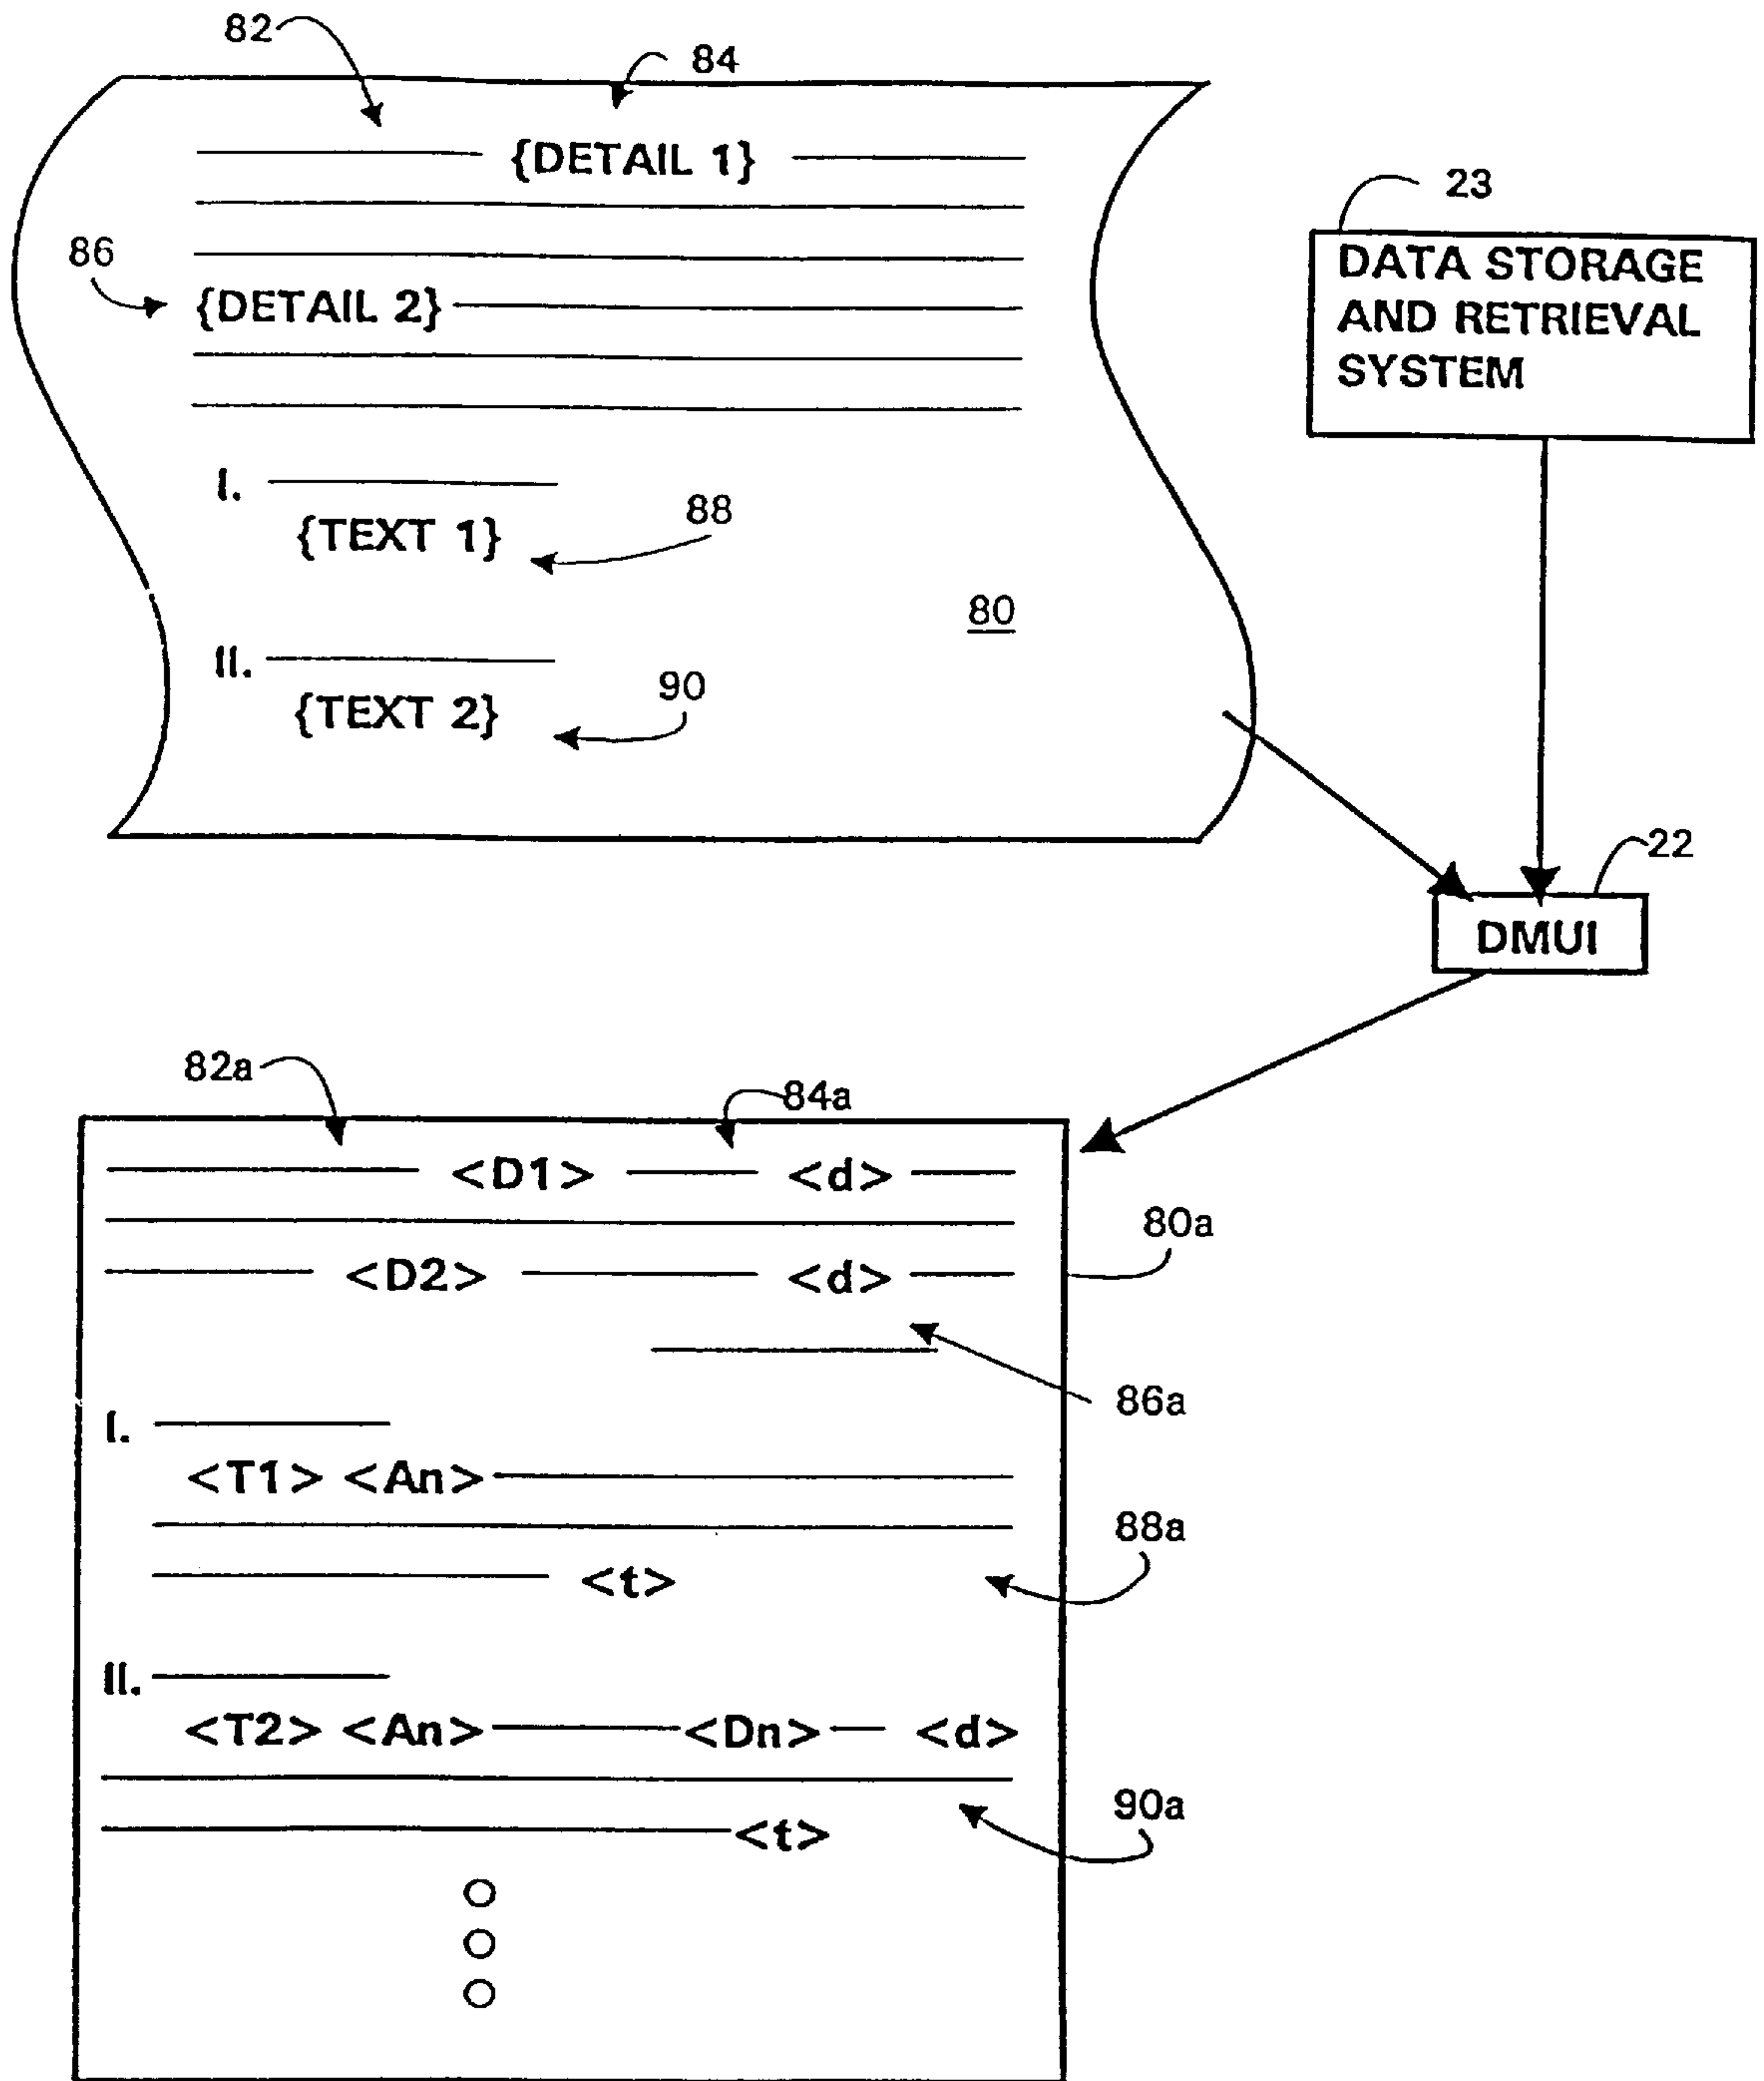 82
84
{DETAIL 1}
23
DATA STORAGE
AND RETRIEVAL
SYSTEM
86
{DETAIL 2}
I.
88
{TEXT 1}
80
II.
90
{TEXT 2}
22
DMUI
82a
84a
<D1> <d>
80a
<D2> <d>
86a
I.
<T1> <An>
88a
<t>
II.
<T2> <An> <Dn> <d>
90a
<t>